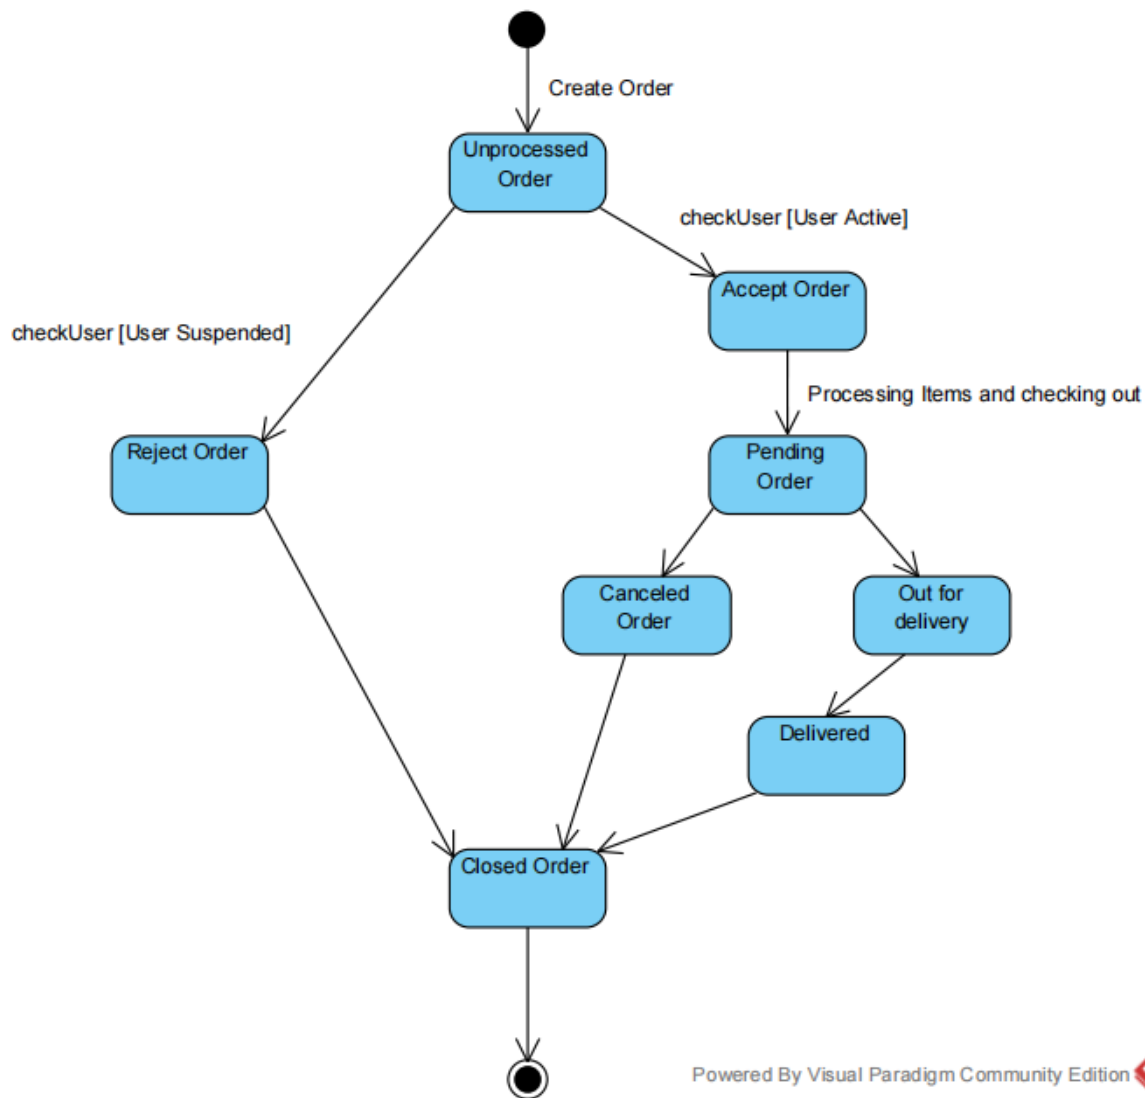 Create Order
Unprocessed
Order
checkUser [User Active]
Accept Order
checkUser [User Suspended]
Processing Items and checking out
Reject Order
Pending
Order
Canceled
Order
Out for
delivery
Delivered
Closed Order
Powered By Visual Paradigm Community Edition